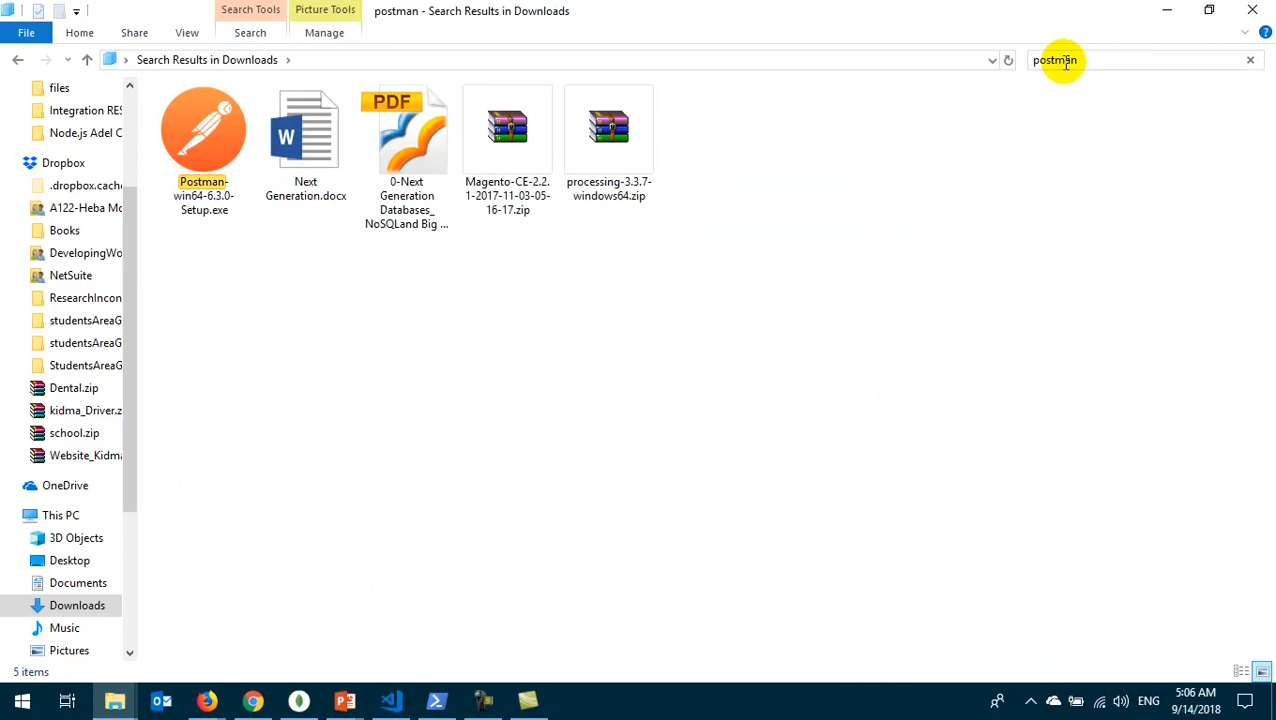 Search Tools
Picture Tools
postman - Search Results in Downloads
File
Home
Share
View
Search
Manage
Search Results in Downloads
postman
files
Integration RES
Node.js Adel C
Dropbox
.dropbox.cache
A122-Heba Mo
Books
DevelopingWo
NetSuite
ResearchIncon
studentsAreaG
studentsAreaG
StudentsAreaG
Dental.zip
kidma_Driver.z
school.zip
Website_Kidma
OneDrive
This PC
3D Objects
Desktop
Documents
Downloads
Music
Pictures
Postman-
win64-6.3.0-
Setup.exe
W
Next
Generation.docx
PDF
0-Next
Generation
Databases_
NoSQLand Big ...
Magento-CE-2.2.
1-2017-11-03-05-
16-17.zip
processing-3.3.7-
windows64.zip
5 items
ENG
5:06 AM
9/14/2018